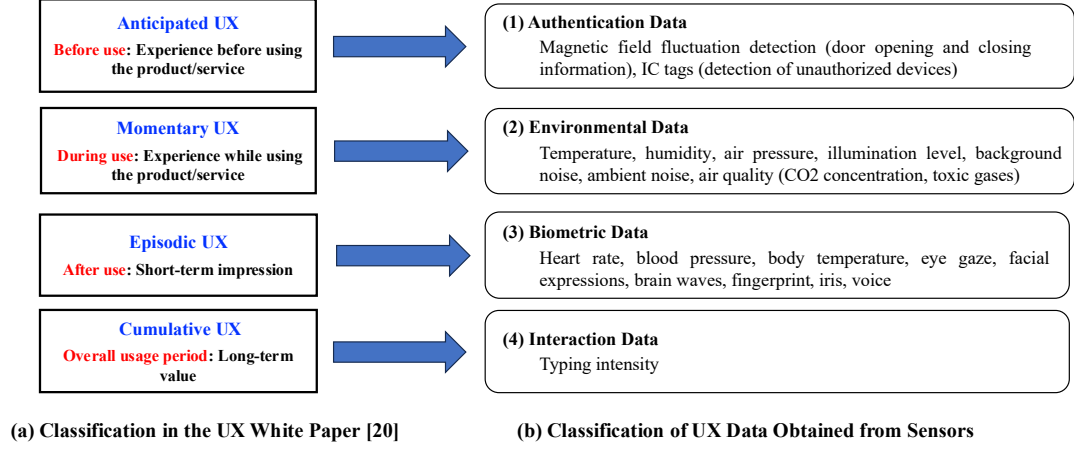 Anticipated UX
Before use: Experience before using
the product/service
(1) Authentication Data
Magnetic field fluctuation detection (door opening and closing
information), IC tags (detection of unauthorized devices)
Momentary UX
During use: Experience while using
the product/service
(2) Environmental Data
Temperature, humidity, air pressure, illumination level, background
noise, ambient noise, air quality (CO2 concentration, toxic gases)
Episodic UX
After use: Short-term impression
(3) Biometric Data
Heart rate, blood pressure, body temperature, eye gaze, facial
expressions, brain waves, fingerprint, iris, voice
Cumulative UX
Overall usage period: Long-term
value
(4) Interaction Data
Typing intensity
(a) Classification in the UX White Paper [20]
(b) Classification of UX Data Obtained from Sensors